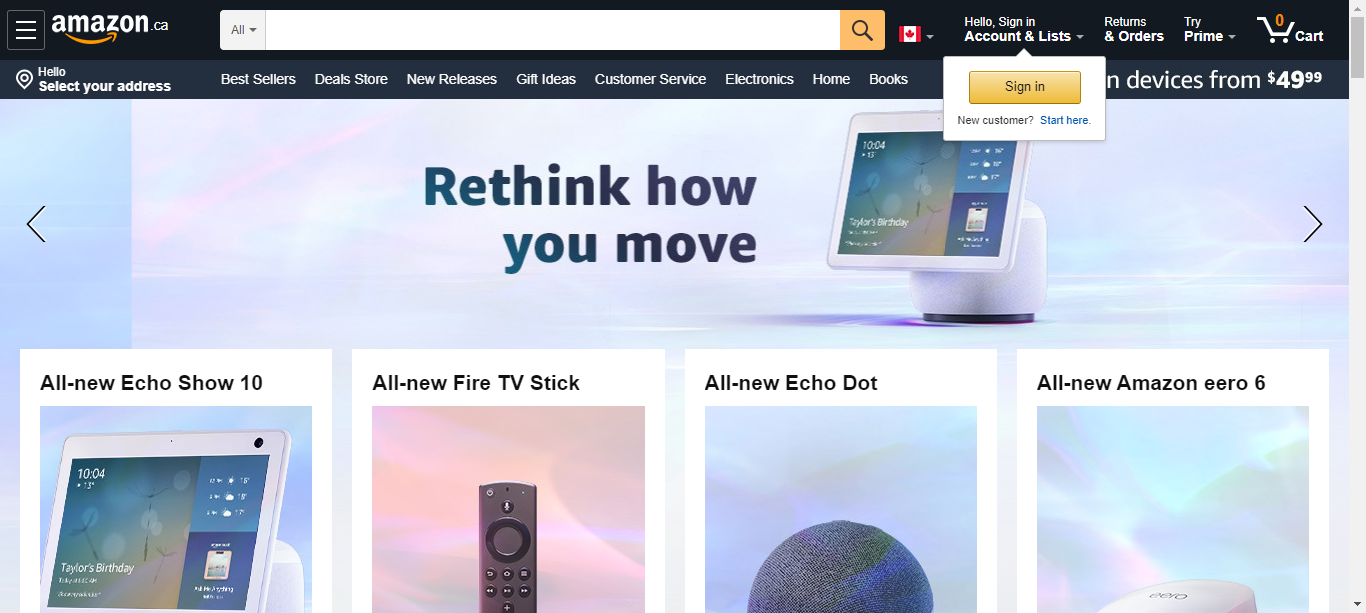 amazon.ca
All
Hello, Sign in
Account & Lists
Returns
& Orders
Try
Prime
0
Cart
Hello
Select your address
Best Sellers
Deals Store
New Releases
Gift Ideas
Customer Service
Electronics
Home
Books
n devices from $49 99
Sign in
New customer? Start here.
Rethink how
you move
10:04
13°
Taylor's Birthday
All-new Echo Show 10
All-new Fire TV Stick
All-new Echo Dot
All-new Amazon eero 6
10:04
13°
Taylor's Birthday
Ask Me Anything
eero